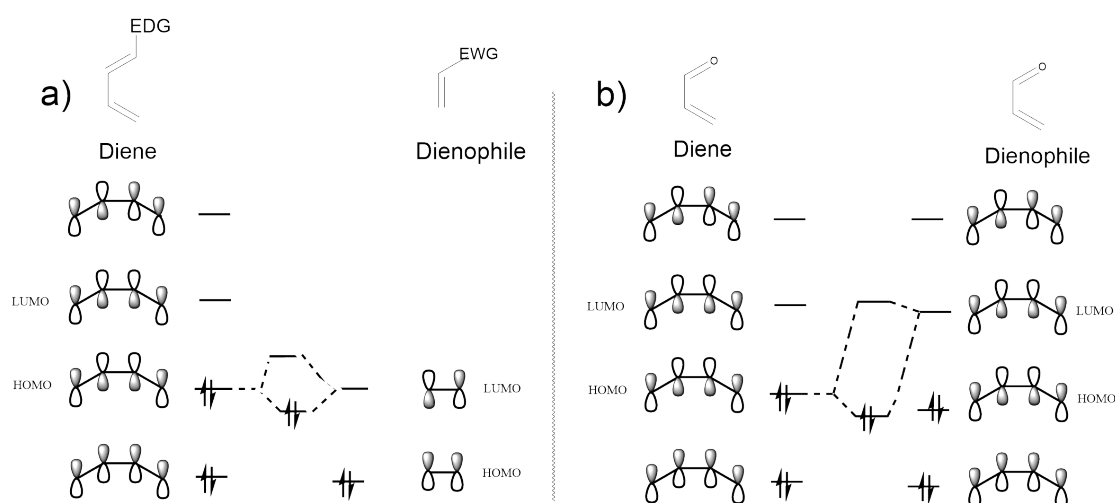 EDG
EWG
a)
Diene
Dienophile
LUMO
HOMO
LUMO
HOMO
b)
O
O
Diene
Dienophile
LUMO
LUMO
HOMO
HOMO